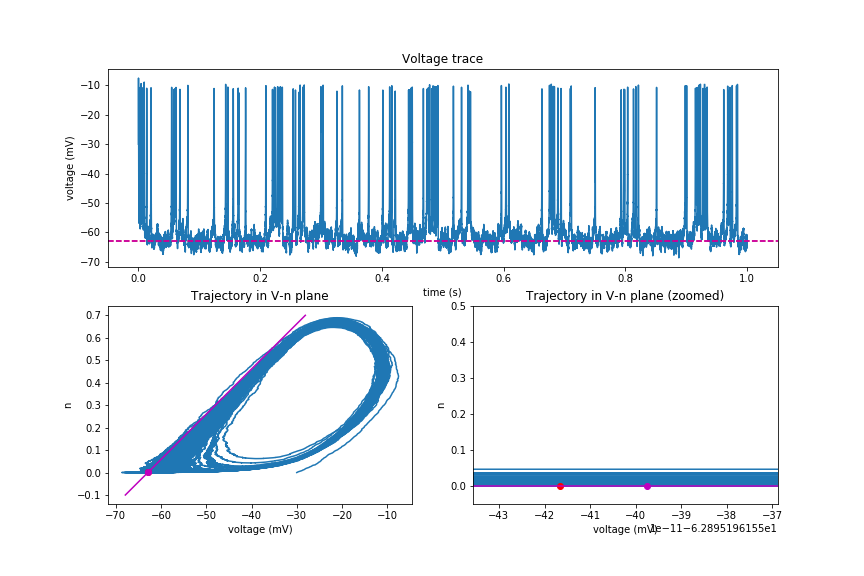 Voltage trace
−10
−20
−30
−40
−50
−60
−70
voltage (mV)
0.0 0.2 0.4 0.6 0.8 1.0
time (s)
Trajectory in V-n plane
0.7
0.6
0.5
0.4
0.3
0.2
0.1
0.0
−0.1
n
−70 −60 −50 −40 −30 −20 −10
voltage (mV)
Trajectory in V-n plane (zoomed)
0.5
0.4
0.3
0.2
0.1
0.0
n
−43 −42 −41 −40 −39 −38 −37
voltage (mV)
1e−11−6.2895196155e1